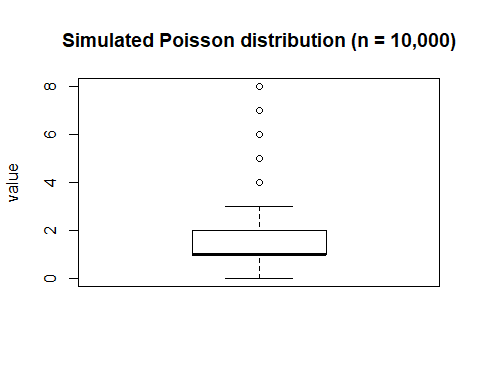 Simulated Poisson distribution (n = 10,000)
value
8
6
4
2
0